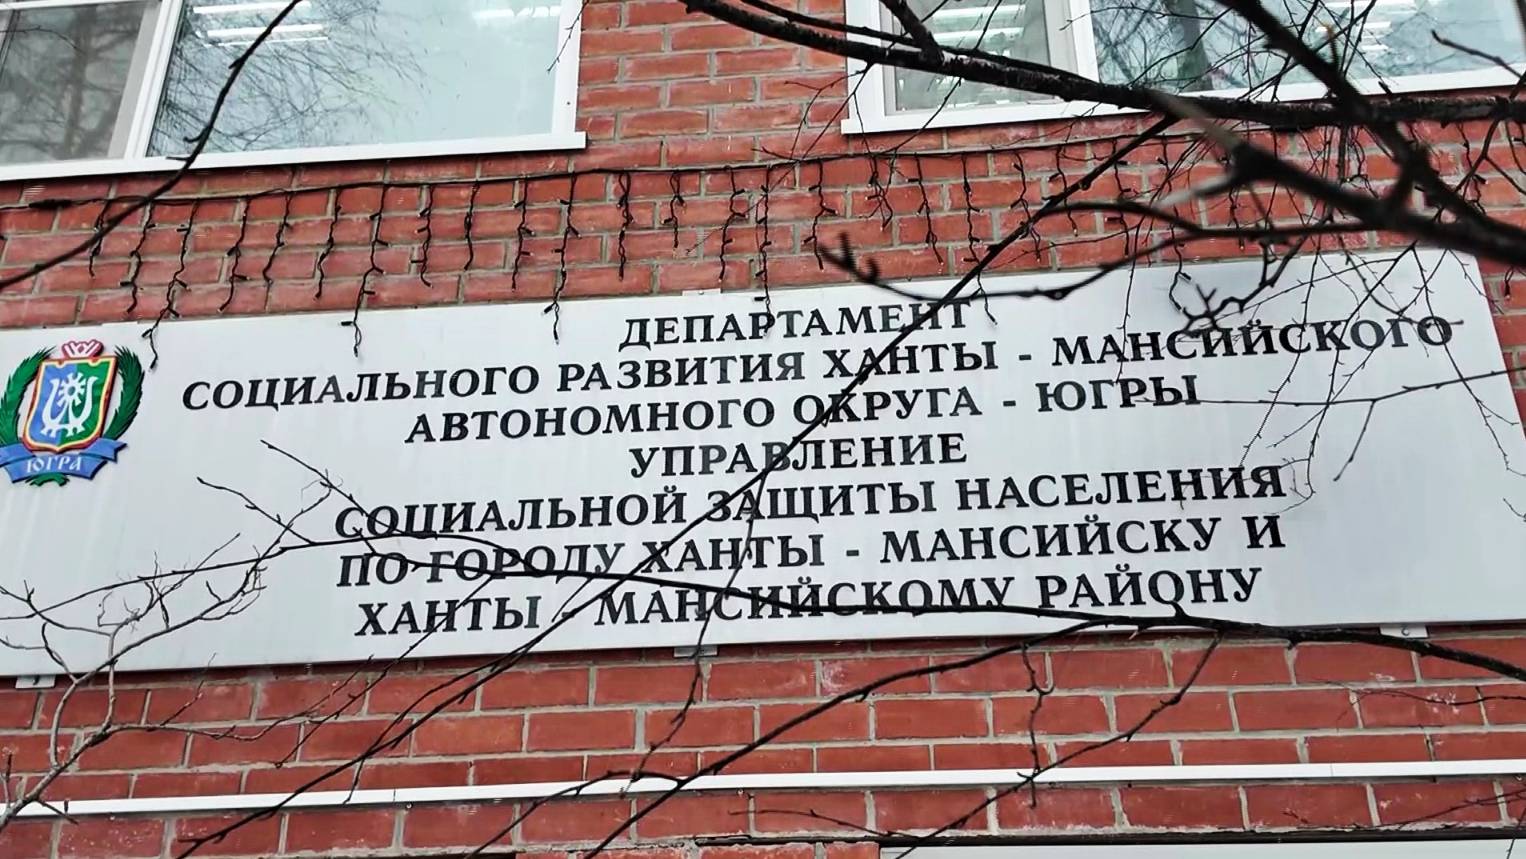 ДЕПАРТАМЕНТ
СОЦИАЛЬНОГО РАЗВИТИЯ ХАНТЫ - МАНСИЙСКОГО
АВТОНОМНОГО ОКРУГА - ЮГРЫ
УПРАВЛЕНИЕ
СОЦИАЛЬНОЙ ЗАЩИТЫ НАСЕЛЕНИЯ
ПО ГОРОДУ ХАНТЫ - МАНСИЙСКУ И
ХАНТЫ - МАНСИЙСКОМУ РАЙОНУ
ЮГРА